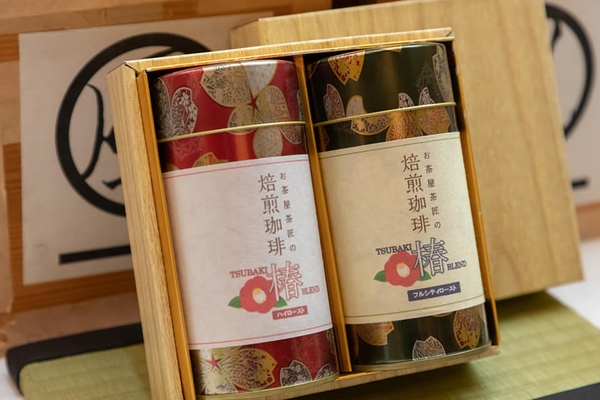 お茶屋茶匠の
焙煎珈琲
TSUBAKI
椿
BLEND
ハイロースト
お茶屋茶匠の
焙煎珈琲
TSUBAKI
椿
BLEND
フルシティロースト